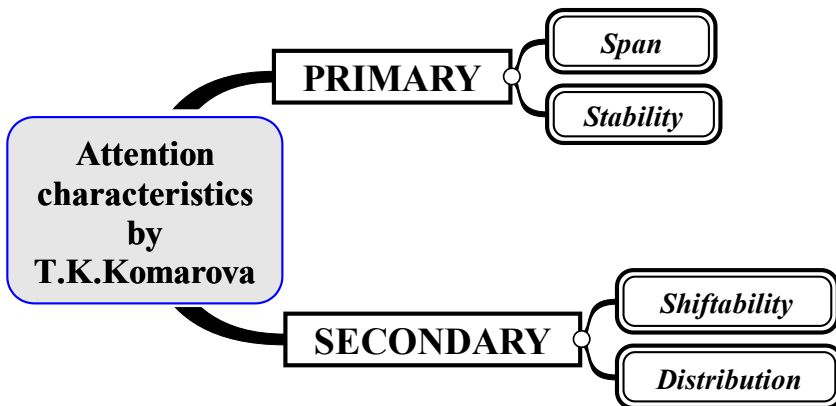 Attention
characteristics
by
T.K.Komarova
PRIMARY
Span
Stability
SECONDARY
Shiftability
Distribution